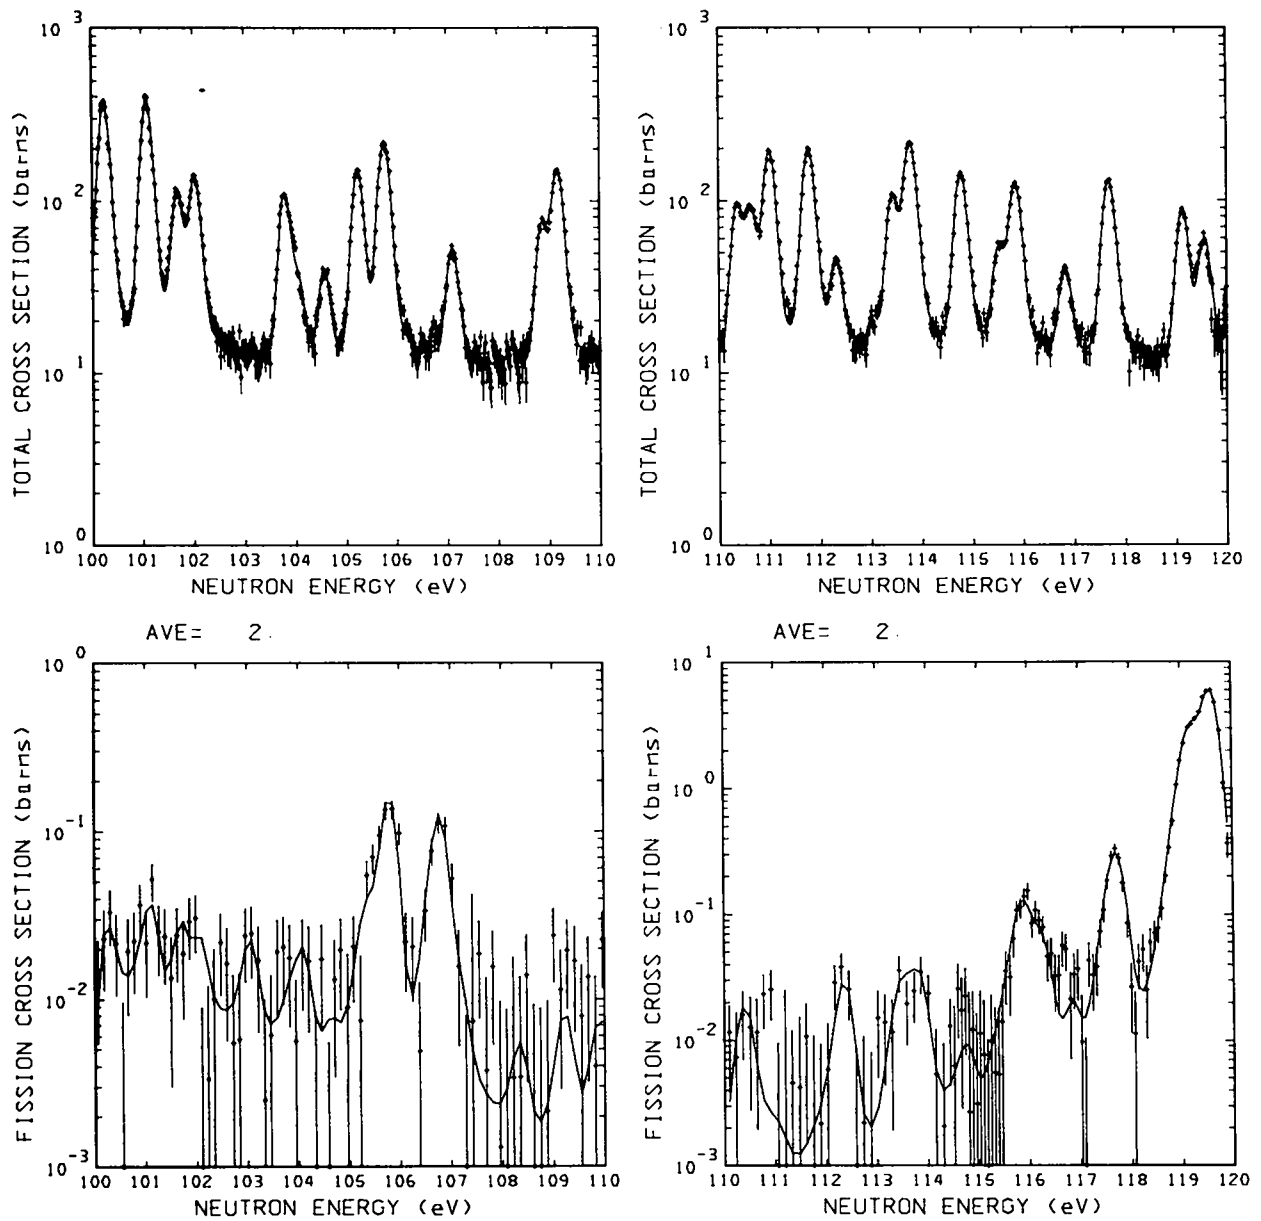 10 3
10 2
10 1
10 0
TOTAL CROSS SECTION (barns)
100 101 102 103 104 105 106 107 108 109 110
NEUTRON ENERGY (eV)
10 3
10 2
10 1
10 0
TOTAL CROSS SECTION (barns)
110 111 112 113 114 115 116 117 118 119 120
NEUTRON ENERGY (eV)
AVE= 2.
10 0
10 -1
10 -2
10 -3
FISSION CROSS SECTION (barns)
100 101 102 103 104 105 106 107 108 109 110
NEUTRON ENERGY (eV)
AVE= 2.
10 1
10 0
10 -1
10 -2
10 -3
FISSION CROSS SECTION (barns)
110 111 112 113 114 115 116 117 118 119 120
NEUTRON ENERGY (eV)